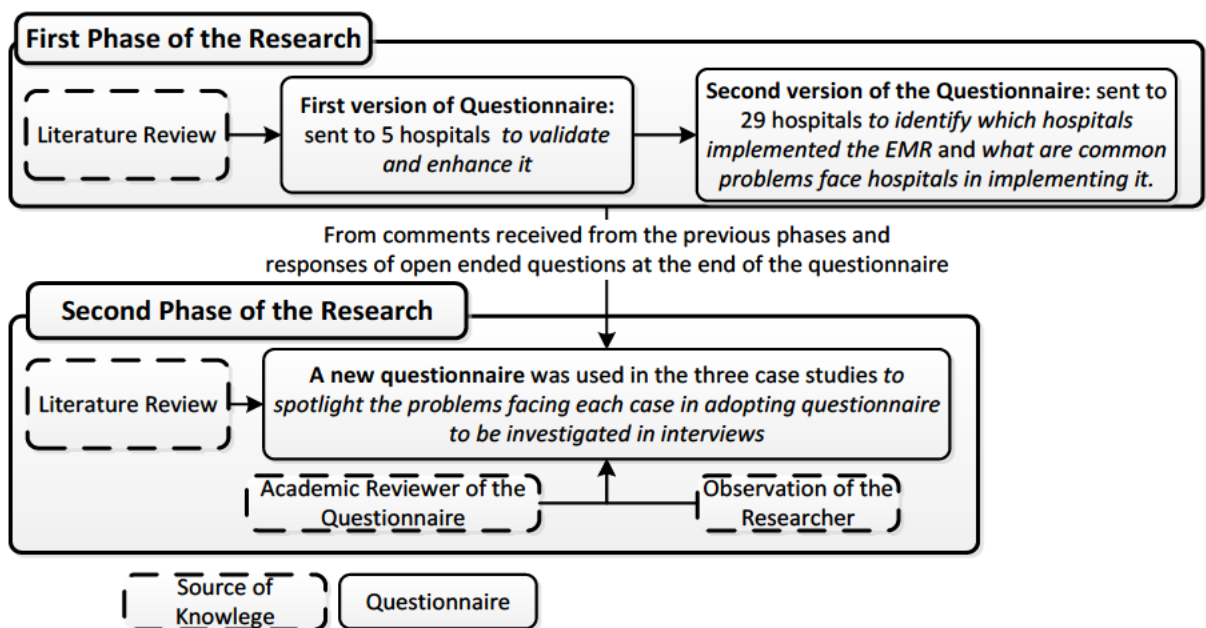 First Phase of the Research
Literature Review
First version of Questionnaire:
sent to 5 hospitals to validate
and enhance it
Second version of the Questionnaire: sent to
29 hospitals to identify which hospitals
implemented the EMR and what are common
problems face hospitals in implementing it.
From comments received from the previous phases and
responses of open ended questions at the end of the questionnaire
Second Phase of the Research
Literature Review
A new questionnaire was used in the three case studies to
spotlight the problems facing each case in adopting questionnaire
to be investigated in interviews
Academic Reviewer of the
Questionnaire
Observation of the
Researcher
Source of
Knowlege
Questionnaire